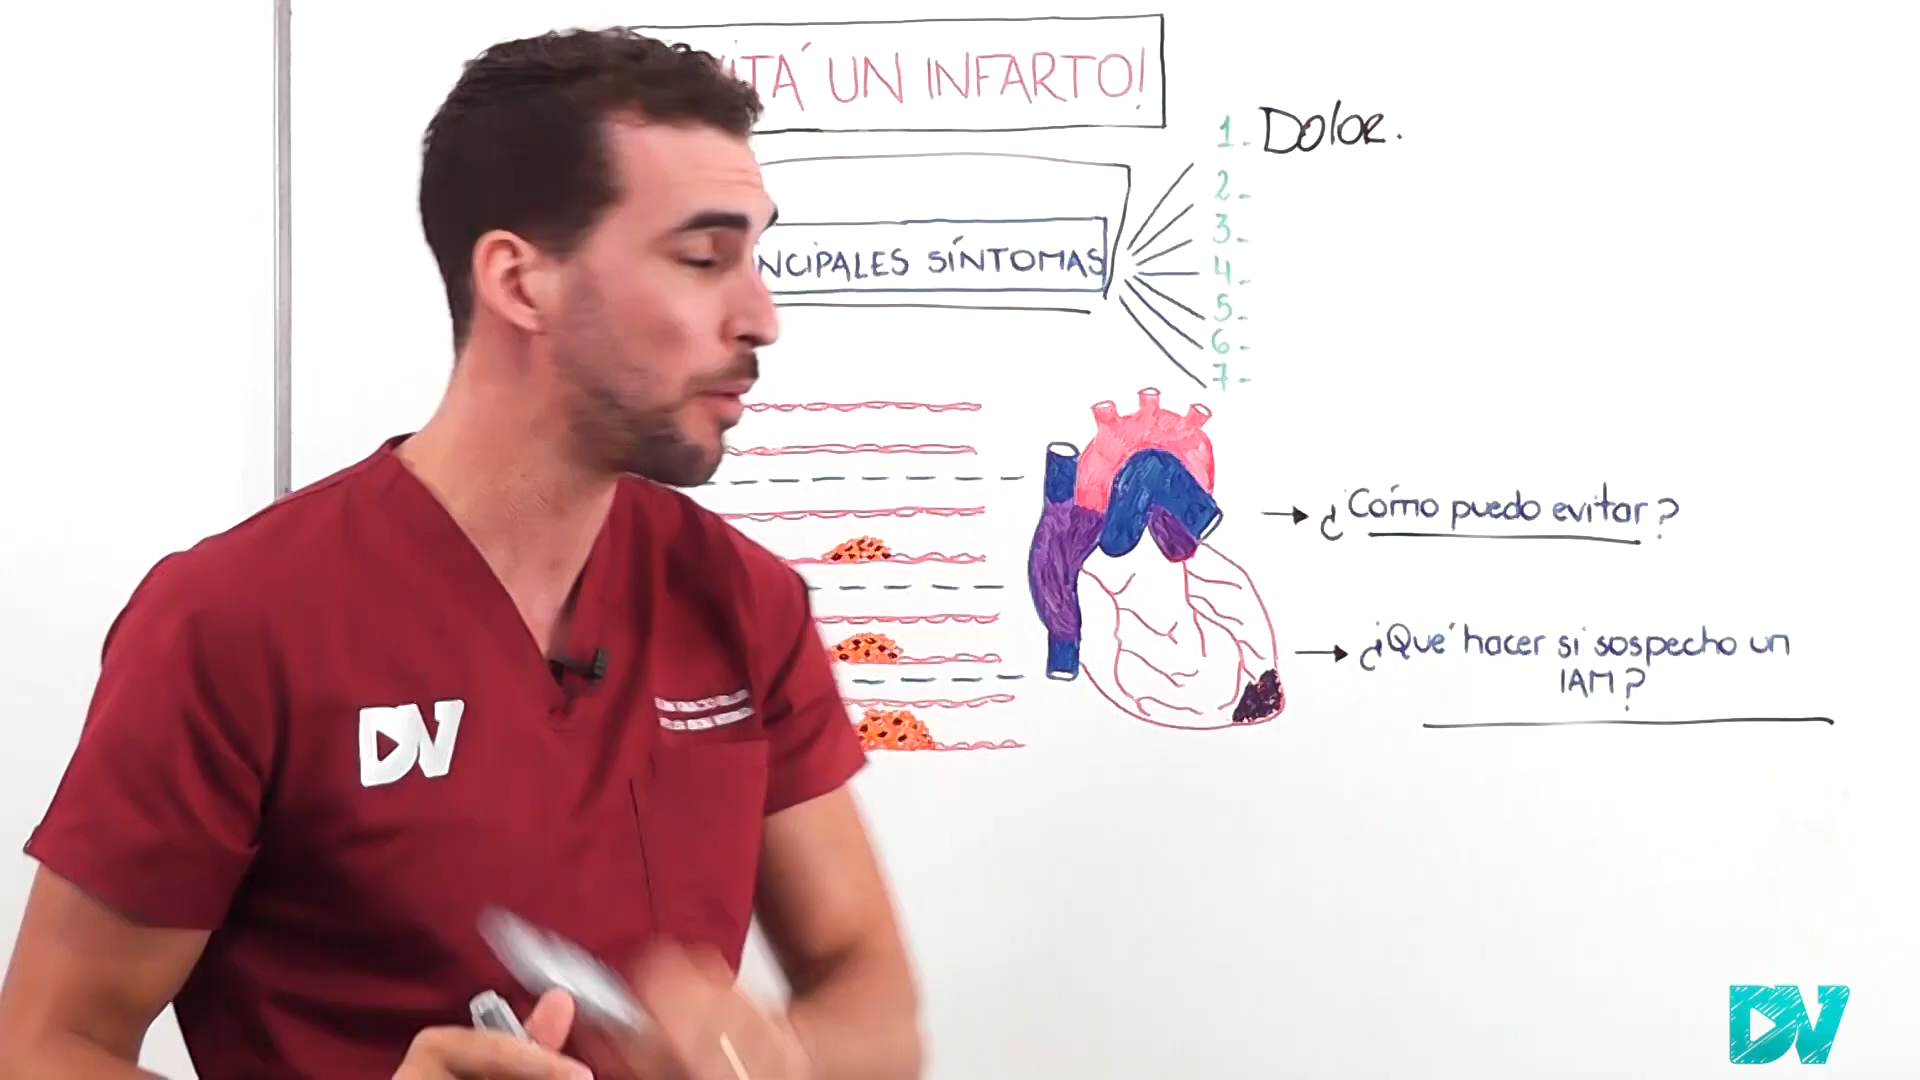 ITÁ UN INFARTO!
NCIPALES SÍNTOMAS
1. Dolor.
2-
3-
4-
5-
6-
7-
¿Cómo puedo evitar?
¿Qué hacer si sospecho un
IAM?
DV
DV